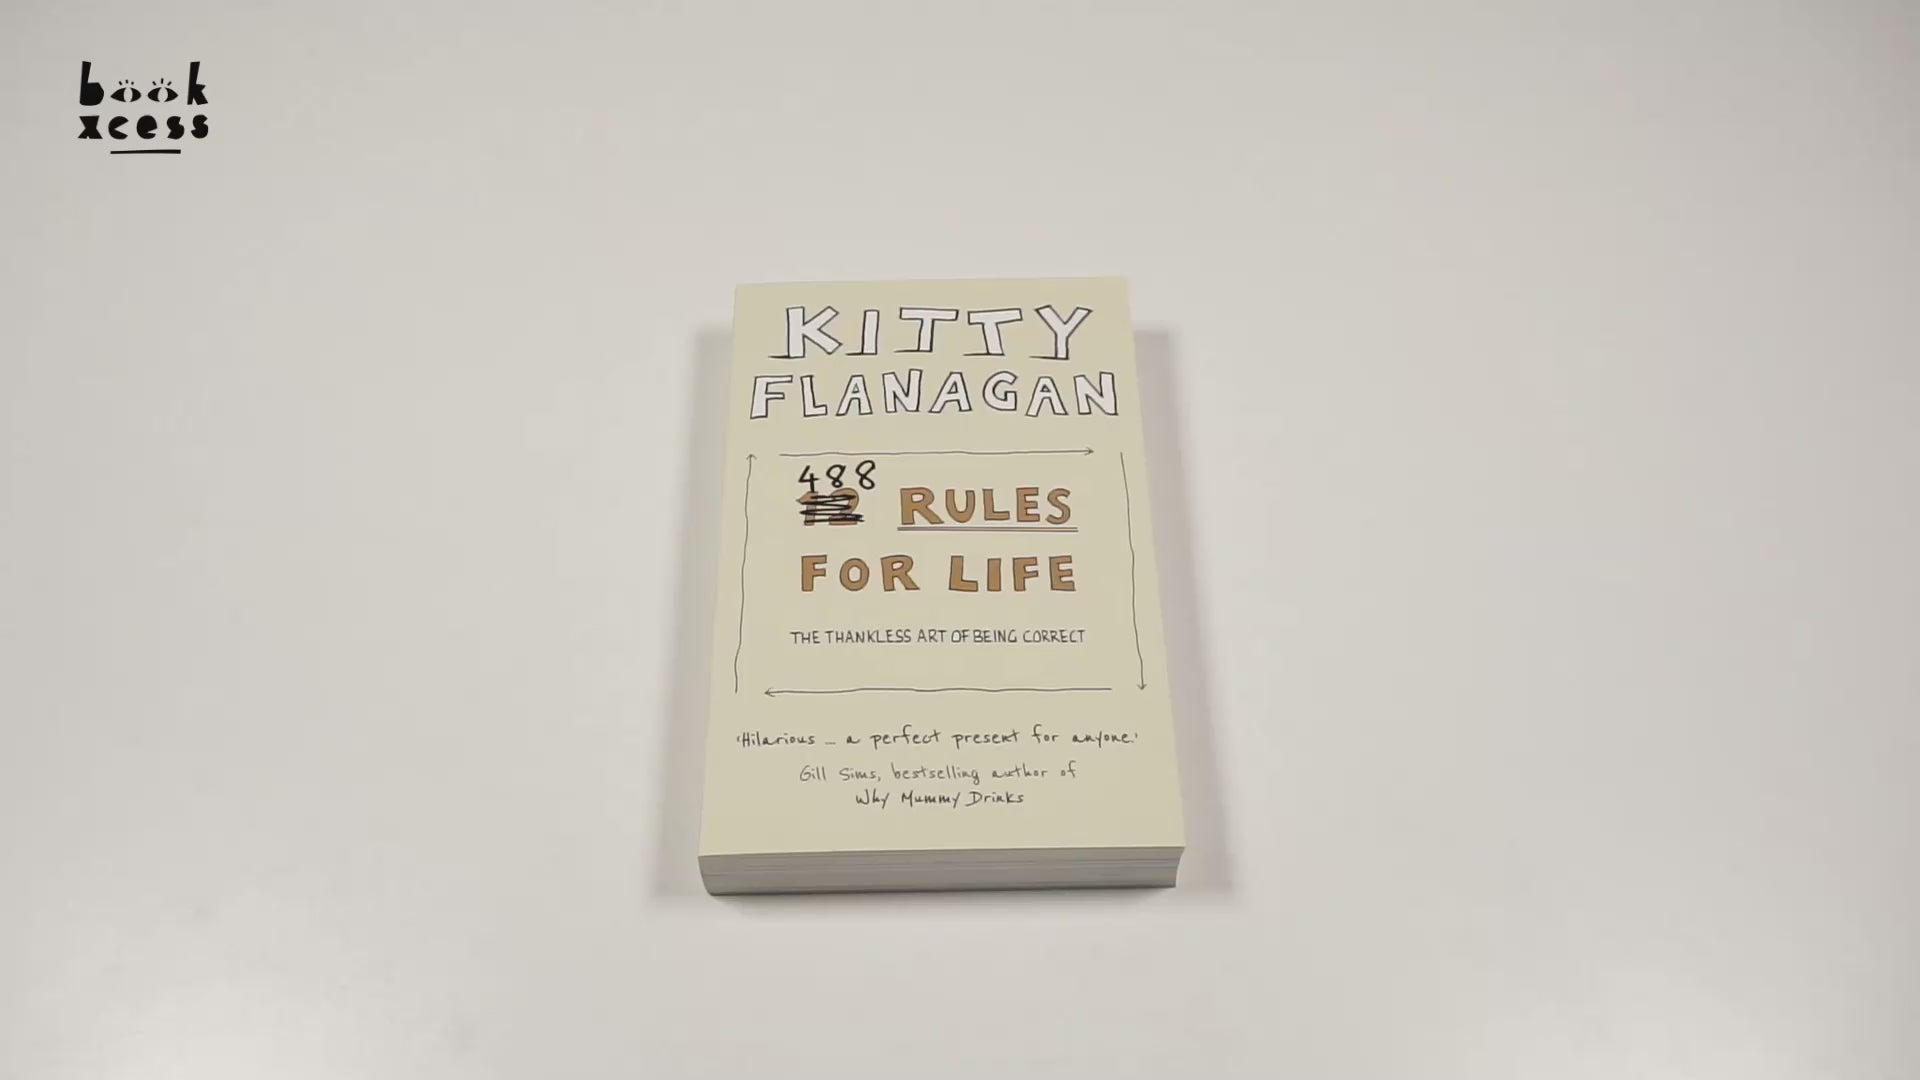 book
xcess
KITTY
FLANAGAN
488
12 RULES
FOR LIFE
THE THANKLESS ART OF BEING CORRECT
'Hilarious ... a perfect present for anyone.'
Gill Sims, bestselling author of
Why Mummy Drinks